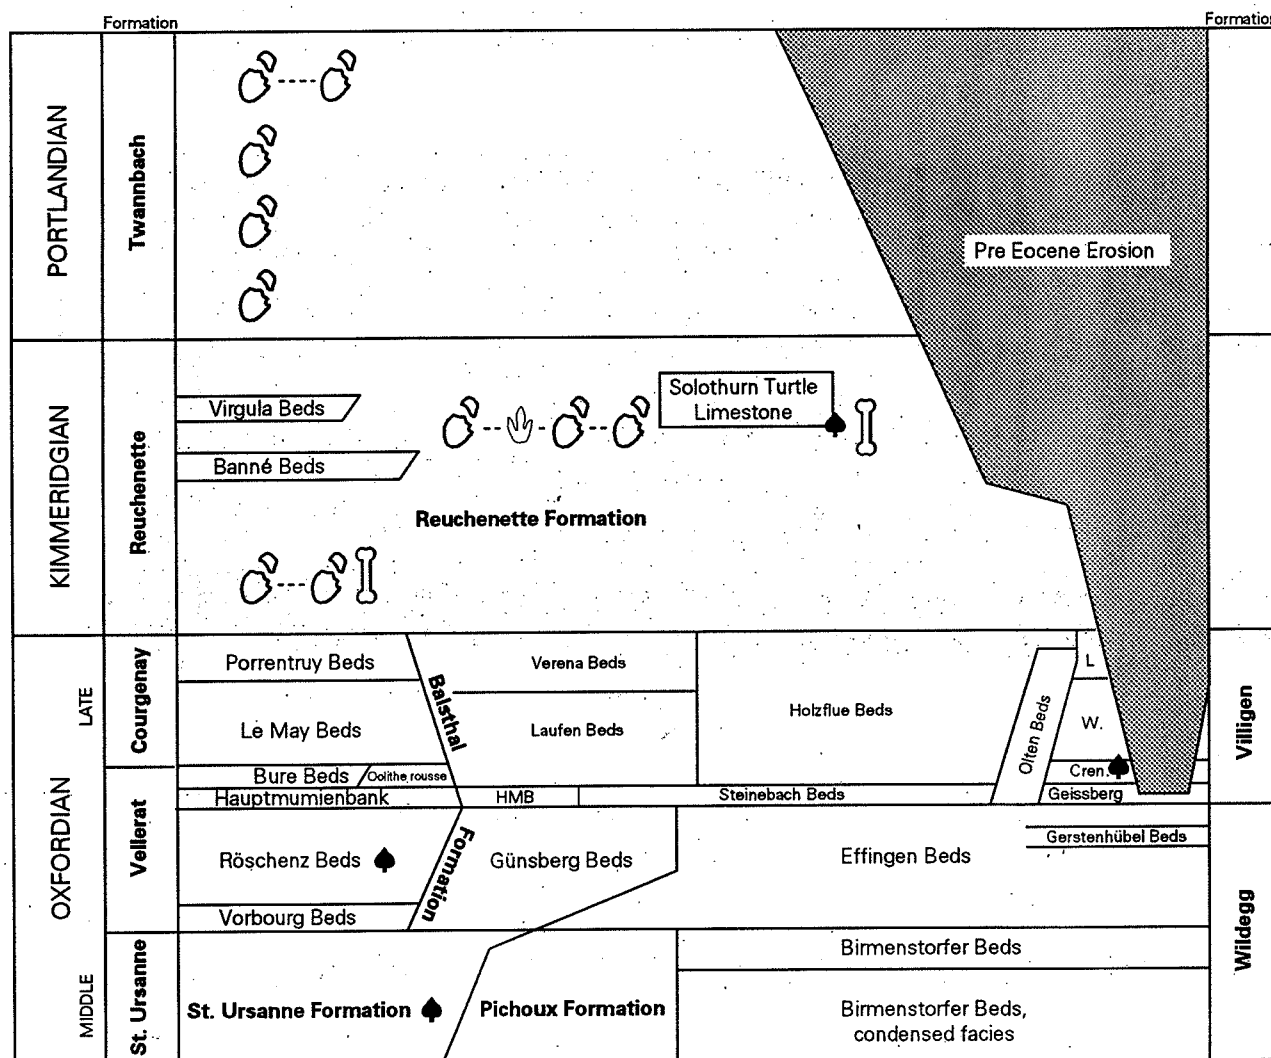 Formation
Formation
PORTLANDIAN
Twannbach
Pre Eocene Erosion
KIMMERIDGIAN
Reuchenette
Virgula Beds
Solothurn Turtle
Limestone
Banné Beds
Reuchenette Formation
OXFORDIAN
LATE
MIDDLE
Courgenay
Porrentruy Beds
Balsthal
Formation
Verena Beds
Le May Beds
Laufen Beds
Holzflue Beds
Olten Beds
L
W.
Cren.
Geissberg
Villigen
Bure Beds
Oolithe rousse
Hauptmumienbank
HMB
Steinebach Beds
Vellerat
Röschenz Beds
Günsberg Beds
Effingen Beds
Gerstenhübel Beds
Vorbourg Beds
Wildegg
St. Ursanne
St. Ursanne Formation
Pichoux Formation
Birmenstorfer Beds
Birmenstorfer Beds,
condensed facies